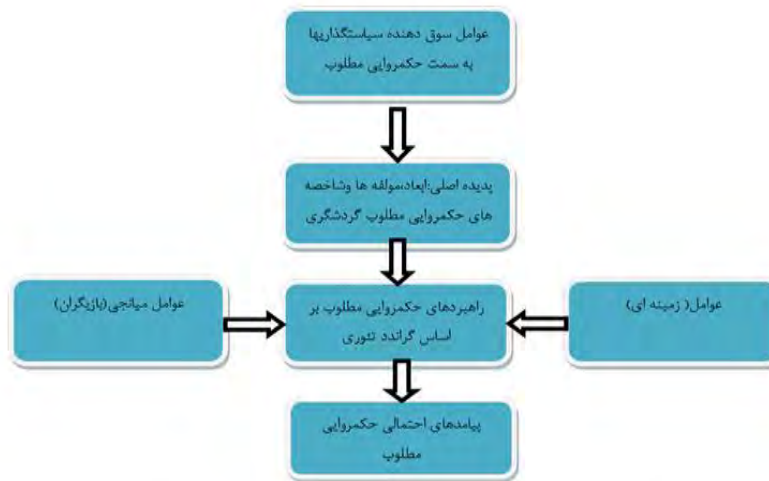 عوامل سوق دهنده سیاستگذاریها
به سمت حکمروایی مطلوب
پدیده اصلی:ابعاد،مولفه ها وشاخصه
های حکمروایی مطلوب گردشگری
عوامل( زمینه ای)
راهبردهای حکمروایی مطلوب بر
اساس گراندد تئوری
عوامل میانجی(بازیگران)
پیامدهای احتمالی حکمروایی
مطلوب